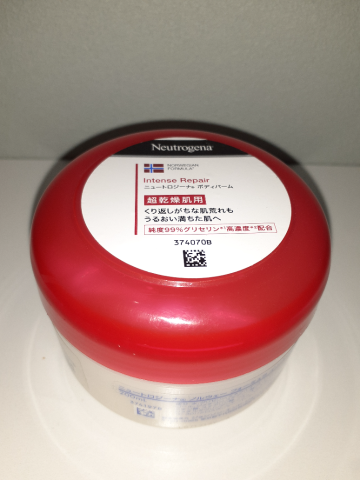 Neutrogena
NORWEGIAN
FORMULA
Intense Repair
ニュートロジーナ® ボディバーム
超乾燥肌用
くり返しがちな肌荒れも
うるおい満ちた肌へ
純度99%グリセリン*¹高濃度*²配合
374070B